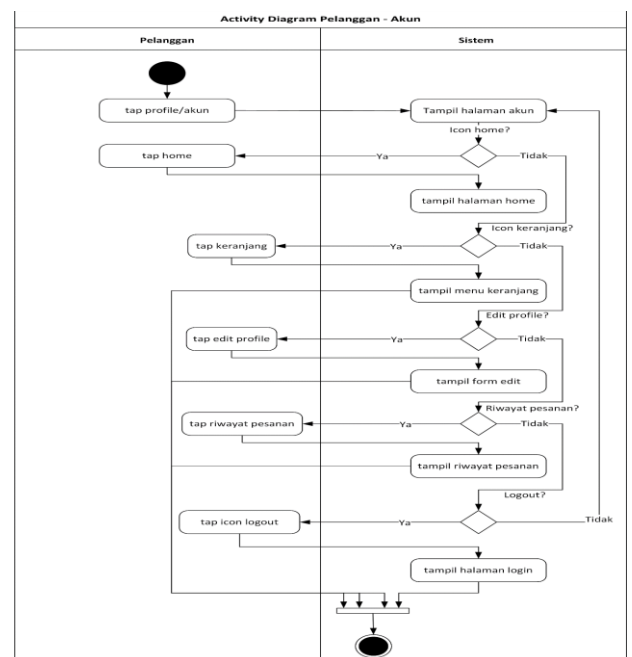 Activity Diagram Pelanggan - Akun
Pelanggan
Sistem
tap profile/akun
Tampil halaman akun
Icon home?
tap home
Ya
Tidak
tampil halaman home
Icon keranjang?
tap keranjang
Ya
Tidak
tampil menu keranjang
Edit profile?
tap edit profile
Ya
Tidak
tampil form edit
Riwayat pesanan?
tap riwayat pesanan
Ya
Tidak
tampil riwayat pesanan
Logout?
tap icon logout
Ya
Tidak
tampil halaman login